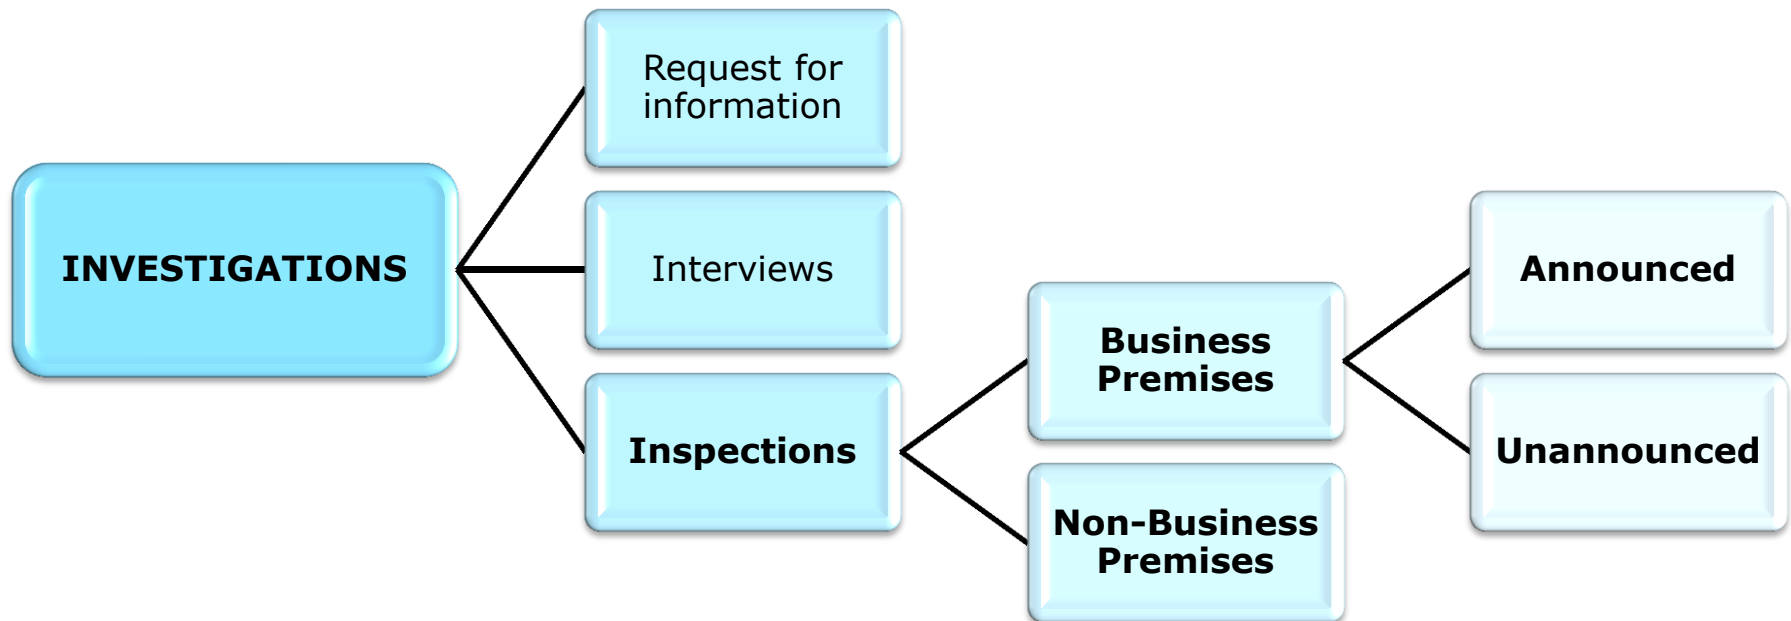 Request for
information
INVESTIGATIONS
Interviews
Inspections
Business
Premises
Non-Business
Premises
Announced
Unannounced